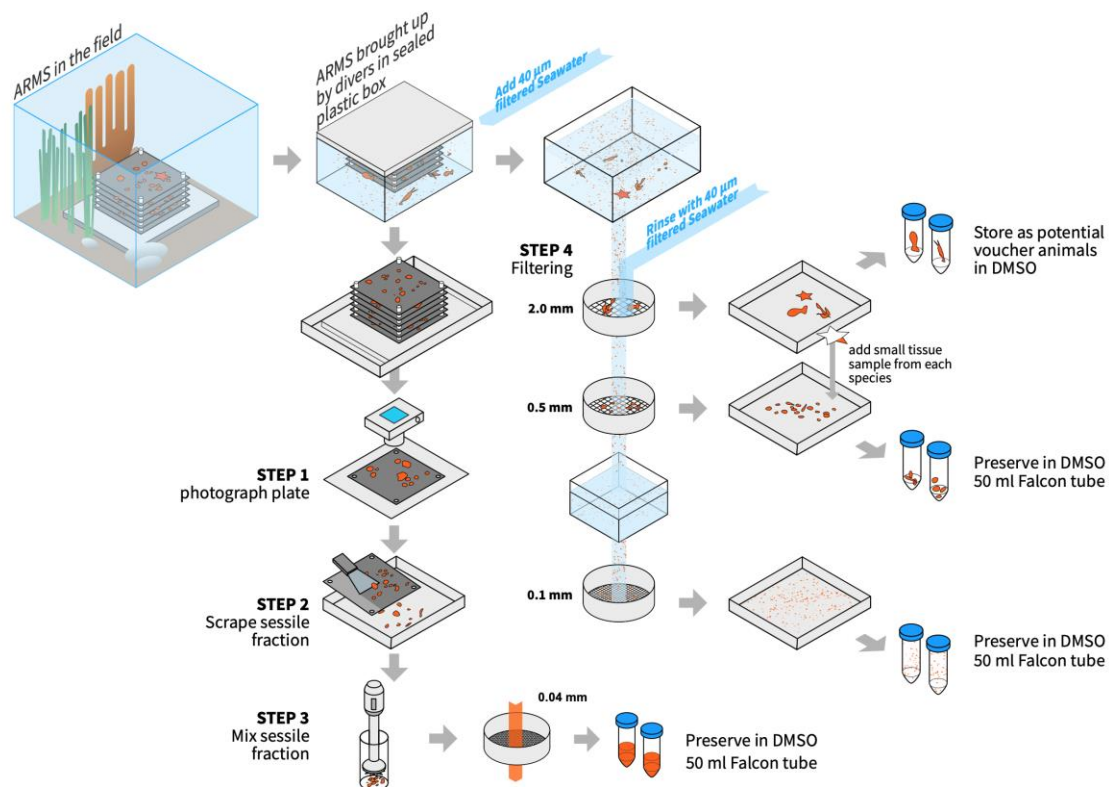 ARMS in the field
ARMS brought up
by divers in sealed
plastic box
Add 40 µm
filtered Seawater
Rinse with 40 µm
filtered Seawater
STEP 4
Filtering
2.0 mm
Store as potential
voucher animals
in DMSO
add small tissue
sample from each
species
0.5 mm
STEP 1
photograph plate
Preserve in DMSO
50 ml Falcon tube
STEP 2
Scrape sessile
fraction
0.1 mm
Preserve in DMSO
50 ml Falcon tube
STEP 3
Mix sessile
fraction
0.04 mm
Preserve in DMSO
50 ml Falcon tube